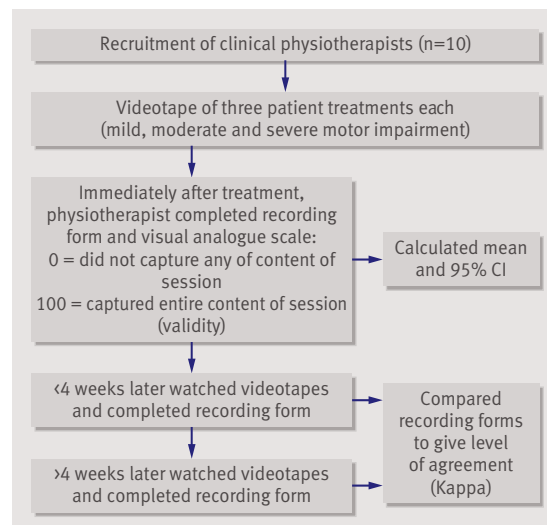 Recruitment of clinical physiotherapists (n=10)
Videotape of three patient treatments each
(mild, moderate and severe motor impairment)
Immediately after treatment,
physiotherapist completed recording
form and visual analogue scale:
0 = did not capture any of content of
session
100 = captured entire content of session
(validity)
Calculated mean
and 95% CI
<4 weeks later watched videotapes
and completed recording form
>4 weeks later watched videotapes
and completed recording form
Compared
recording forms
to give level
of agreement
(Kappa)